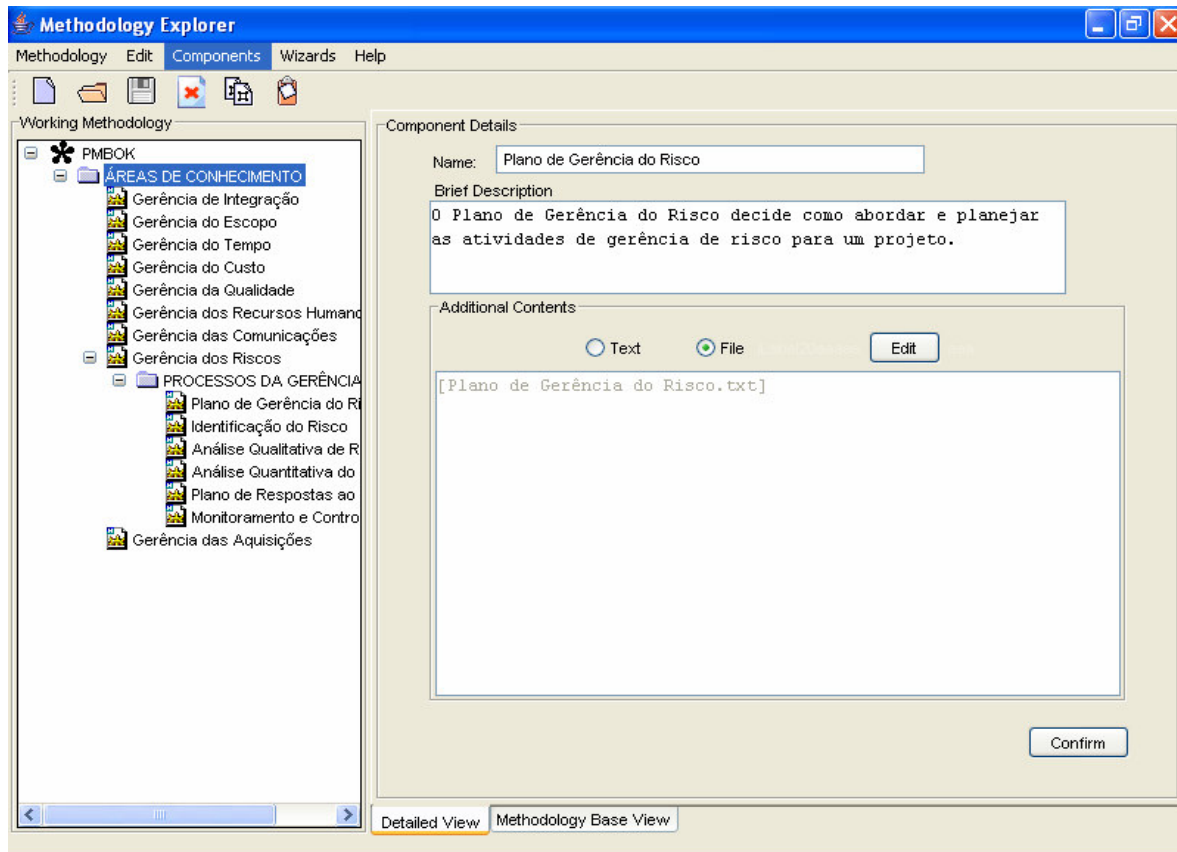 Methodology Explorer
Methodology Edit Components Wizards Help
Working Methodology
PMBOK
ÁREAS DE CONHECIMENTO
Gerência de Integração
Gerência do Escopo
Gerência do Tempo
Gerência do Custo
Gerência da Qualidade
Gerência dos Recursos Humano
Gerência das Comunicações
Gerência dos Riscos
PROCESSOS DA GERÊNCIA
Plano de Gerência do Ri
Identificação do Risco
Análise Qualitativa de R
Análise Quantitativa do
Plano de Respostas ao
Monitoramento e Contro
Gerência das Aquisições
Component Details
Name: Plano de Gerência do Risco
Brief Description
O Plano de Gerência do Risco decide como abordar e planejar
as atividades de gerência de risco para um projeto.
Additional Contents
Text File Edit
[Plano de Gerência do Risco.txt]
Confirm
Detailed View Methodology Base View